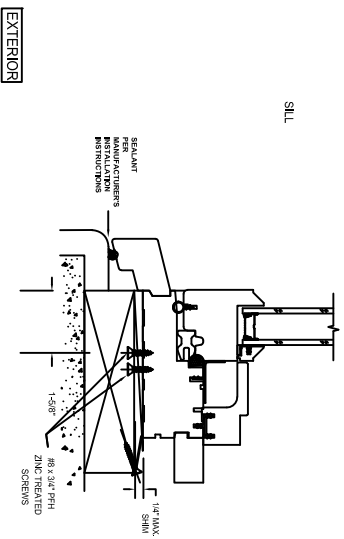 EXTERIOR
SILL
SEALANT
PER
MANUFACTURER'S
INSTALLATION
INSTRUCTIONS
1-5/8"
#8 x 3/4" PFH
ZINC TREATED
SCREWS
1/4" MAX.
SHIM